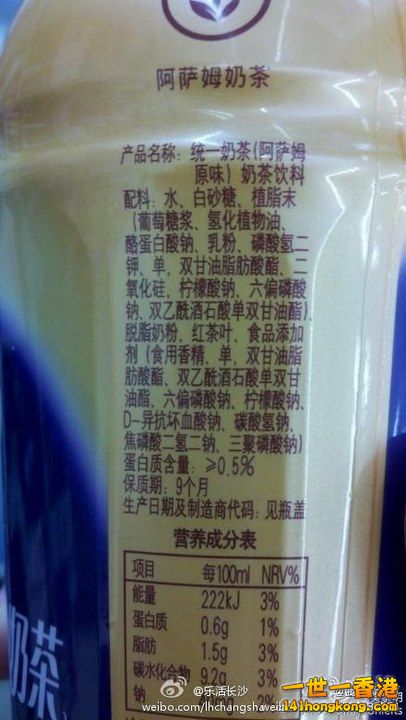 阿萨姆奶茶
产品名称：统一奶茶(阿萨姆
原味）奶茶饮料
配料：水、白砂糖、植脂末
（葡萄糖浆、氢化植物油、
酪蛋白酸钠、乳粉、磷酸氢二
钾、单，双甘油脂肪酸酯、二
氧化硅、柠檬酸钠、六偏磷酸
钠、双乙酰酒石酸单双甘油酯)、
脱脂奶粉、红茶叶、食品添加
剂（食用香精、单，双甘油脂
肪酸酯、双乙酰酒石酸单双甘
油酯、六偏磷酸钠、柠檬酸钠、
D-异抗坏血酸钠、碳酸氢钠、
焦磷酸二氢二钠、三聚磷酸钠)
蛋白质含量：≥0.5%
保质期：9个月
生产日期及制造商代码：见瓶盖
营养成分表
项目 每100ml NRV%
能量 222kJ 3%
蛋白质 0.6g 1%
脂肪 1.5g 3%
碳水化合物 9.2g 3%
钠
奶茶
@乐活长沙
weibo.com/lhchangsha
一世一香港
141hongkong.com